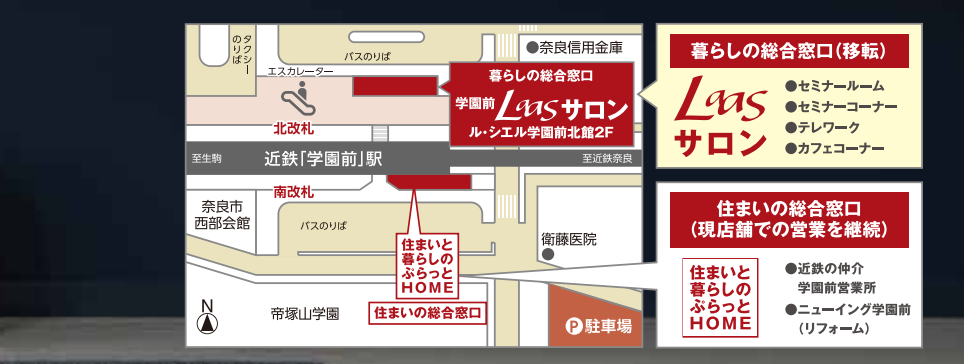 タクシー
のりば
バスのりば
エスカレーター
●奈良信用金庫
暮らしの総合窓口
学園前 Laasサロン
ル・シエル学園前北館2F
北改札
至生駒
近鉄「学園前」駅
至近鉄奈良
南改札
奈良市
西部会館
バスのりば
住まいと
暮らしの
ぷらっと
HOME
住まいの総合窓口
衛藤医院
●
N
帝塚山学園
P駐車場
暮らしの総合窓口(移転)
Laas
サロン
●セミナールーム
●セミナーコーナー
●テレワーク
●カフェコーナー
住まいの総合窓口
(現店舗での営業を継続)
住まいと
暮らしの
ぷらっと
HOME
●近鉄の仲介
学園前営業所
●ニューイング学園前
(リフォーム)